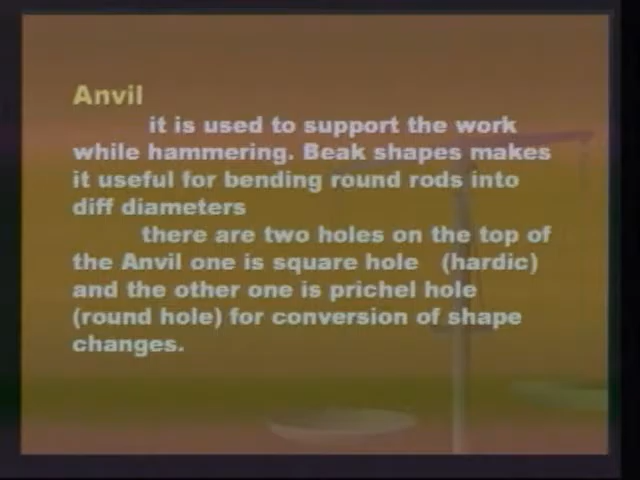 Anvil
it is used to support the work
while hammering. Beak shapes makes
it useful for bending round rods into
diff diameters
there are two holes on the top of
the Anvil one is square hole (hardic)
and the other one is prichel hole
(round hole) for conversion of shape
changes.